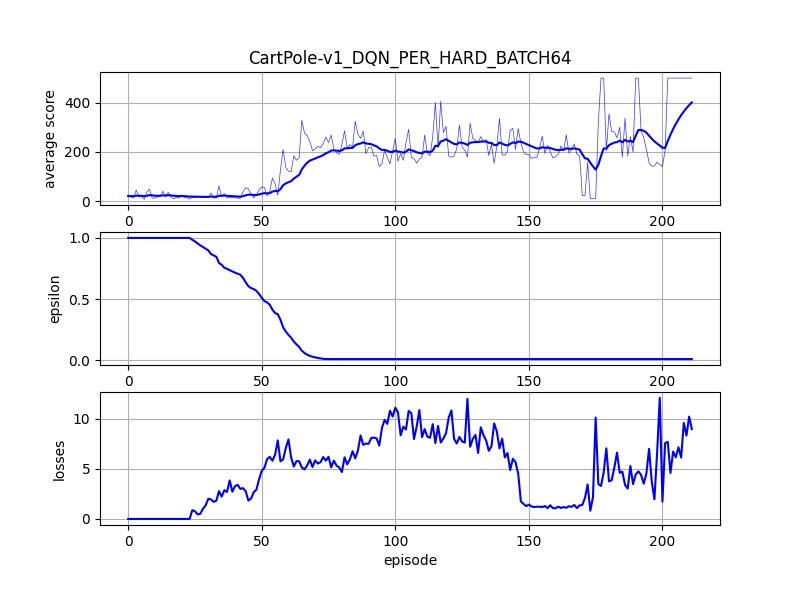 CartPole-v1_DQN_PER_HARD_BATCH64
average score
400
200
0
0 50 100 150 200
epsilon
1.0
0.5
0.0
0 50 100 150 200
losses
10
5
0
0 50 100 150 200
episode